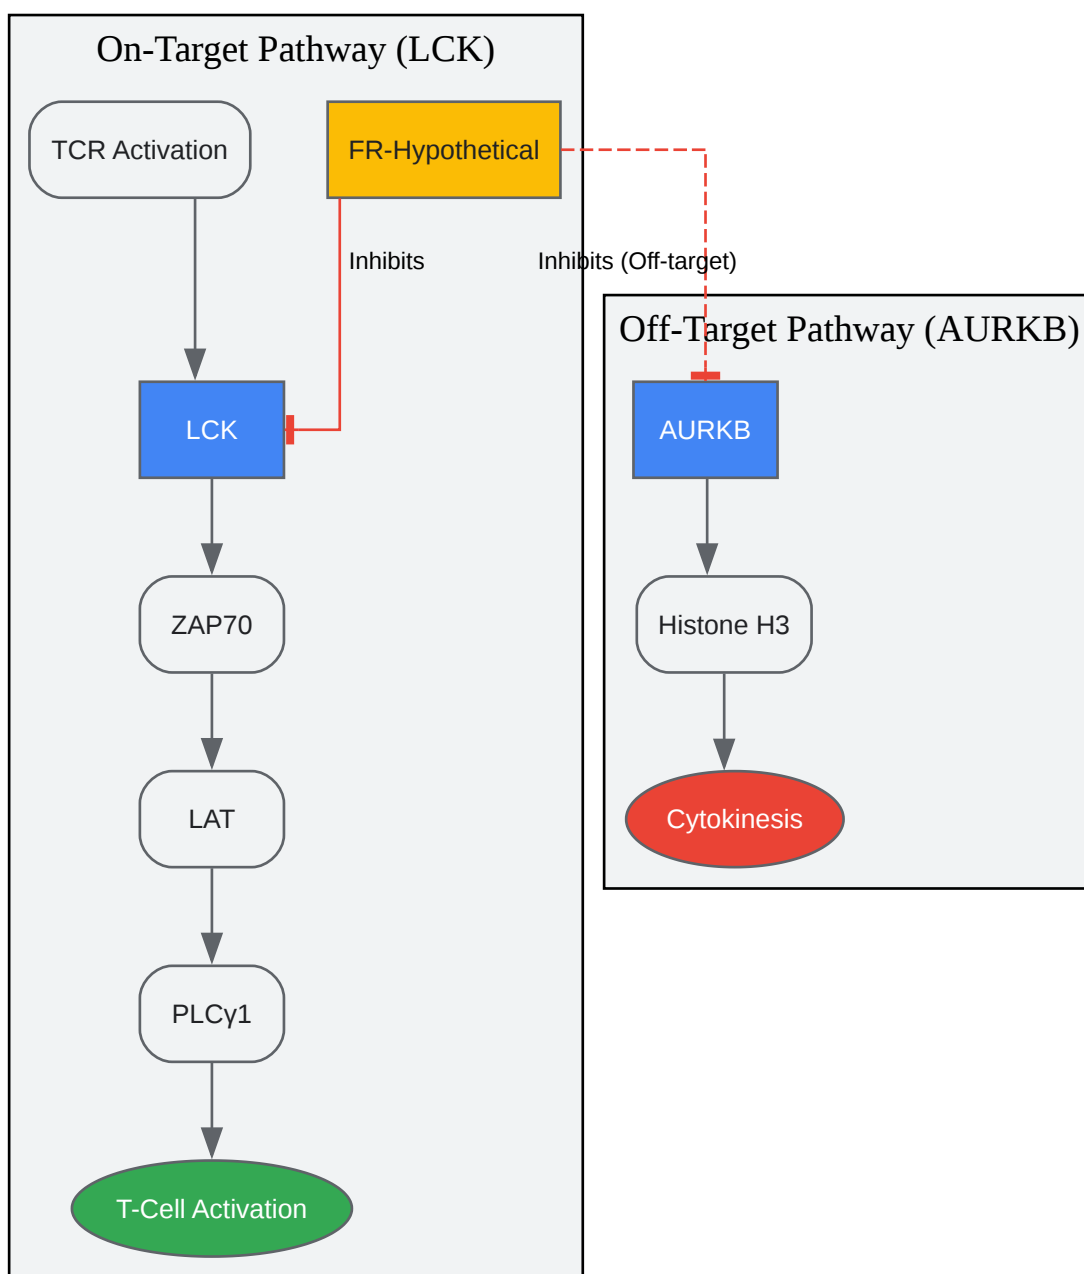 On-Target Pathway (LCK)
TCR Activation
FR-Hypothetical
Inhibits
Inhibits (Off-target)
Off-Target Pathway (AURKB)
LCK
AURKB
ZAP70
Histone H3
LAT
Cytokinesis
PLCγ1
T-Cell Activation